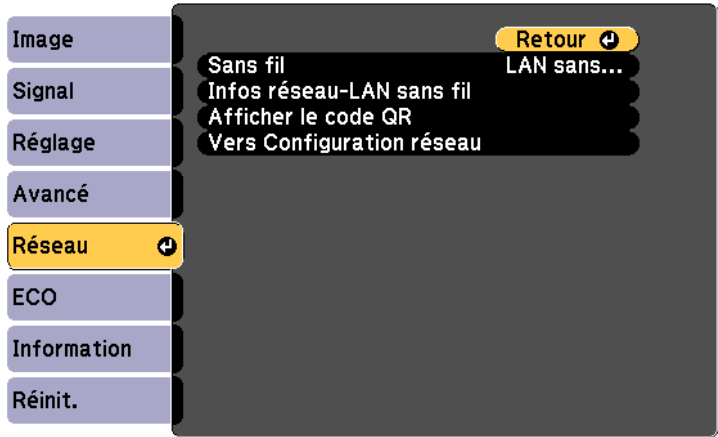 Image
Signal
Réglage
Avancé
Réseau
ECO
Information
Réinit.
Retour
Sans fil LAN sans...
Infos réseau-LAN sans fil
Afficher le code QR
Vers Configuration réseau